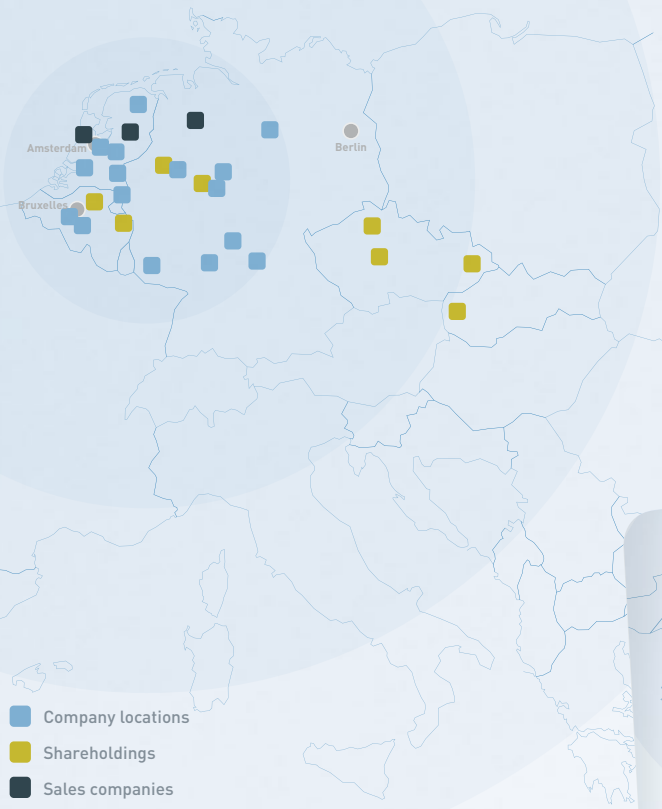 Amsterdam
Berlin
Bruxelles
Company locations
Shareholdings
Sales companies